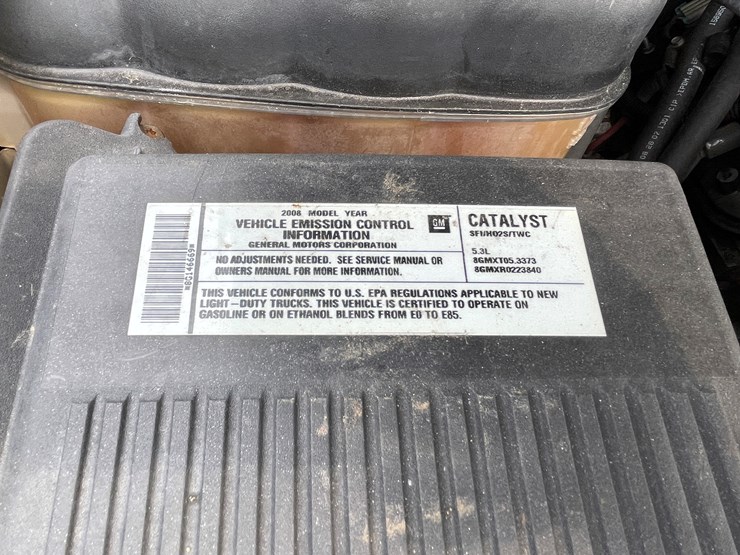 2008 MODEL YEAR
VEHICLE EMISSION CONTROL
INFORMATION
GENERAL MOTORS CORPORATION
GM
CATALYST
SFI/HO2S/TWC
NO ADJUSTMENTS NEEDED. SEE SERVICE MANUAL OR
OWNERS MANUAL FOR MORE INFORMATION.
5.3L
8GMXT05.3373
8GMXR0223840
THIS VEHICLE CONFORMS TO U.S. EPA REGULATIONS APPLICABLE TO NEW
LIGHT-DUTY TRUCKS. THIS VEHICLE IS CERTIFIED TO OPERATE ON
GASOLINE OR ON ETHANOL BLENDS FROM E0 TO E85.